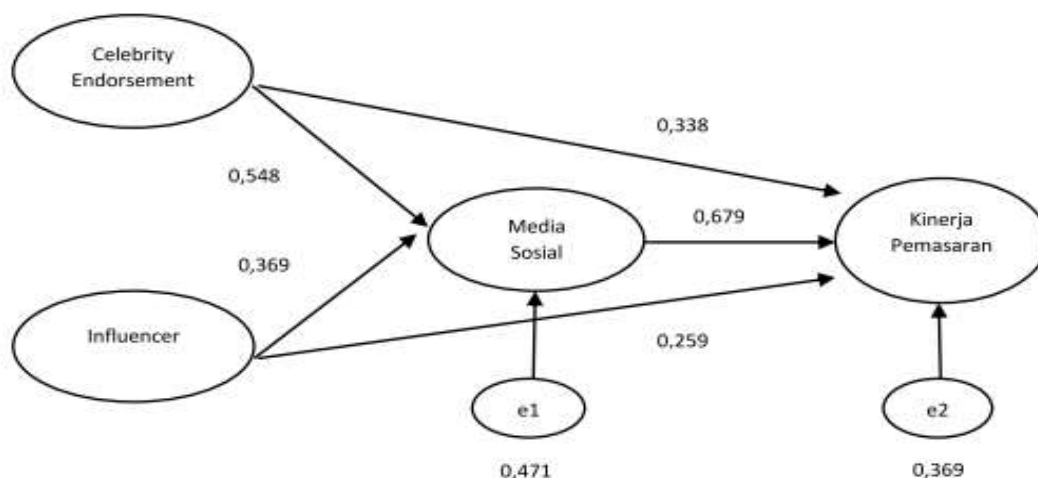 Celebrity
Endorsement
0,338
0,548
Media
Sosial
0,679
Kinerja
Pemasaran
0,369
Influencer
0,259
e1
e2
0,471
0,369